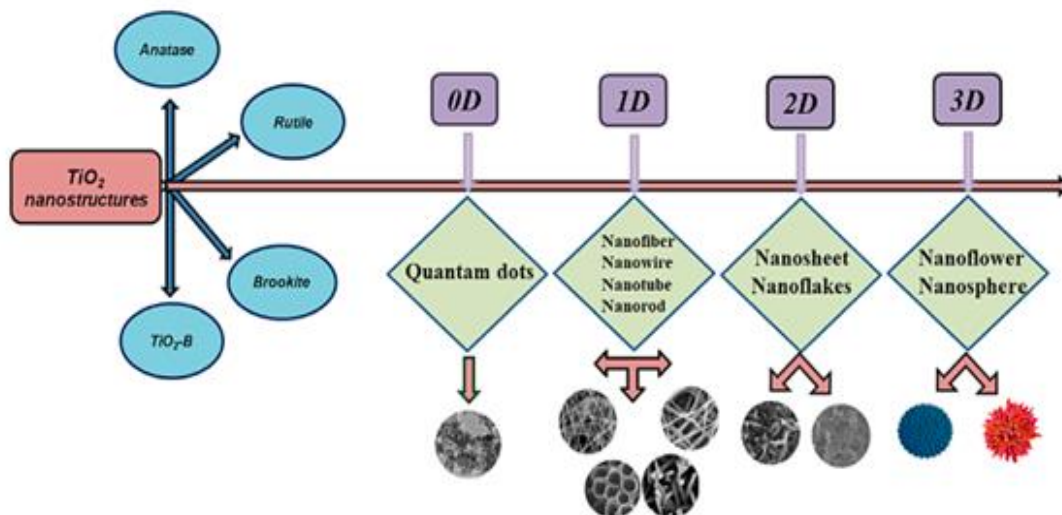 Anatase
Rutile
TiO2
nanostructures
Brookite
TiO2-B
0D
1D
2D
3D
Quantam dots
Nanofiber
Nanowire
Nanotube
Nanorod
Nanosheet
Nanoflakes
Nanoflower
Nanosphere